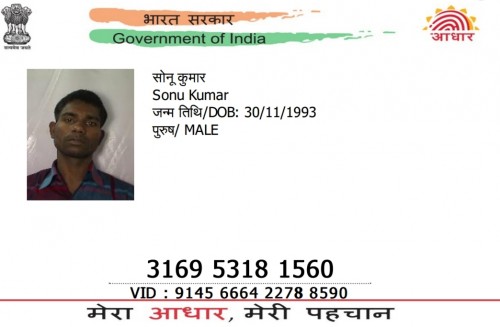 भारत सरकार
Government of India
आधार
सोनू कुमार
Sonu Kumar
जन्म तिथि/DOB: 30/11/1993
पुरुष/ MALE
3169 5318 1560
VID : 9145 6664 2278 8590
मेरा आधार, मेरी पहचान